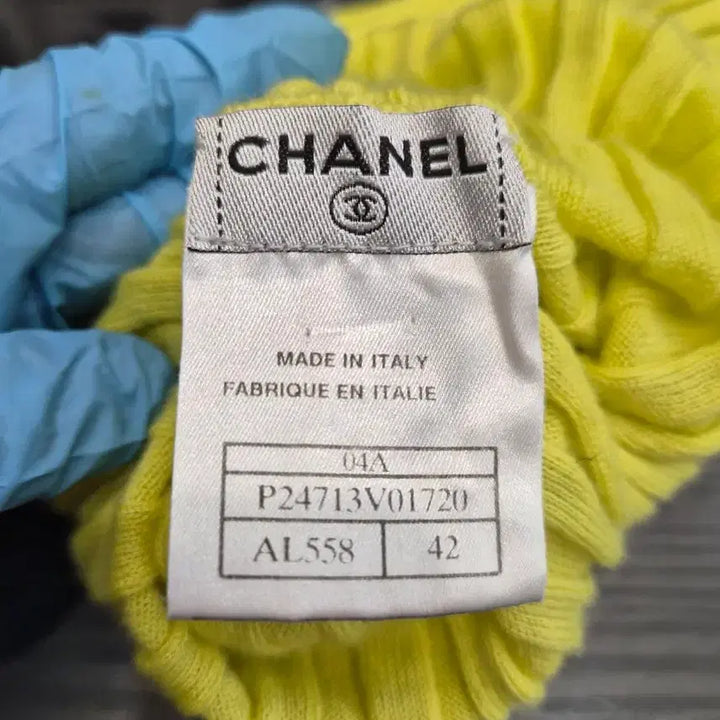 CHANEL
MADE IN ITALY
FABRIQUE EN ITALIE
04A
P24713V01720
AL558 42